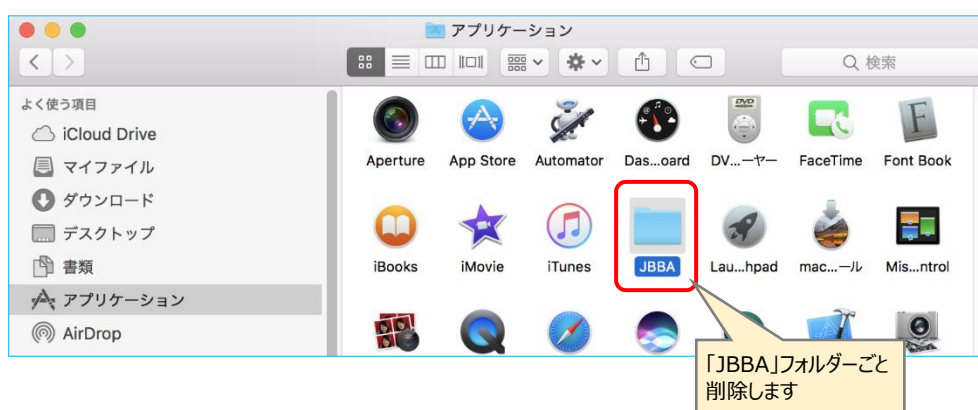 アプリケーション
検索
よく使う項目
iCloud Drive
マイファイル
ダウンロード
デスクトップ
書類
アプリケーション
AirDrop
Aperture App Store Automator Das...oard DV...ーヤー FaceTime Font Book
iBooks iMovie iTunes JBBA Lau...hpad mac...ール Mis...ntrol
「JBBA」フォルダーごと
削除します